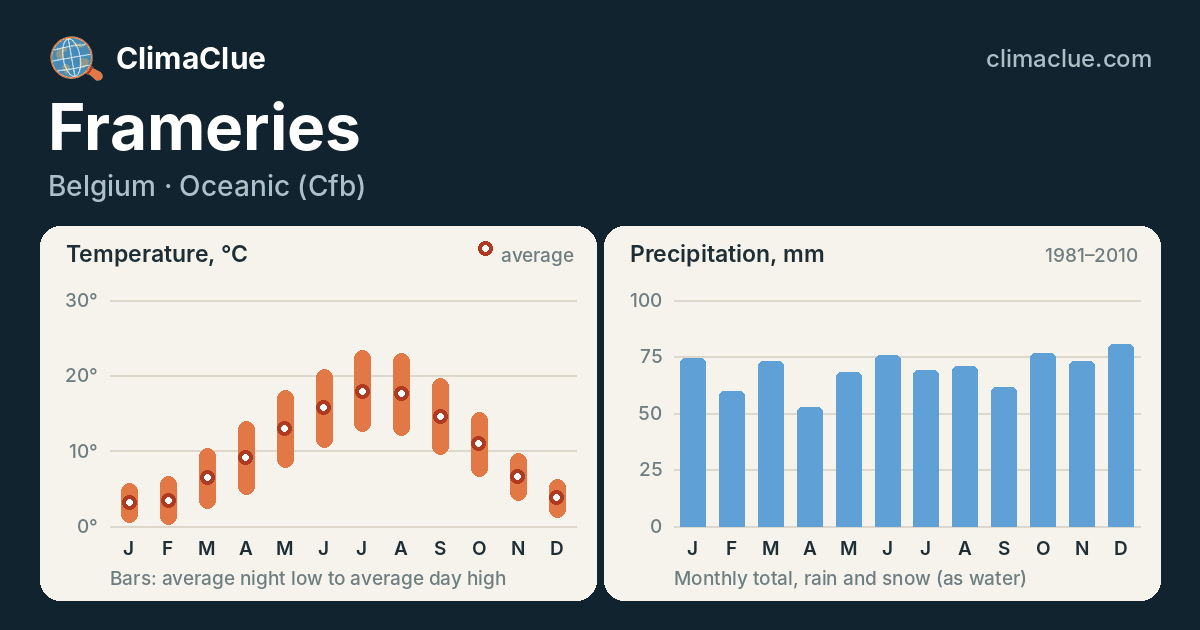 ClimaClue
climaclue.com
Frameries
Belgium · Oceanic (Cfb)
Temperature, °C
average
30°
20°
10°
0°
J F M A M J J A S O N D
Bars: average night low to average day high
Precipitation, mm
1981–2010
100
75
50
25
0
J F M A M J J A S O N D
Monthly total, rain and snow (as water)